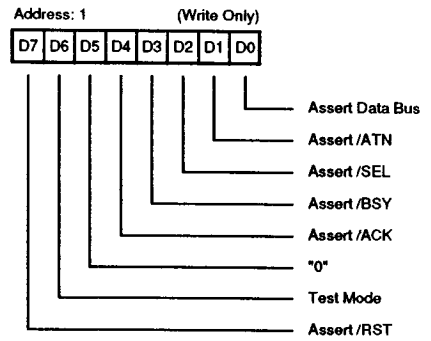 Address: 1 (Write Only)
D7 D6 D5 D4 D3 D2 D1 D0
Assert Data Bus
Assert /ATN
Assert /SEL
Assert /BSY
Assert /ACK
"0"
Test Mode
Assert /RST